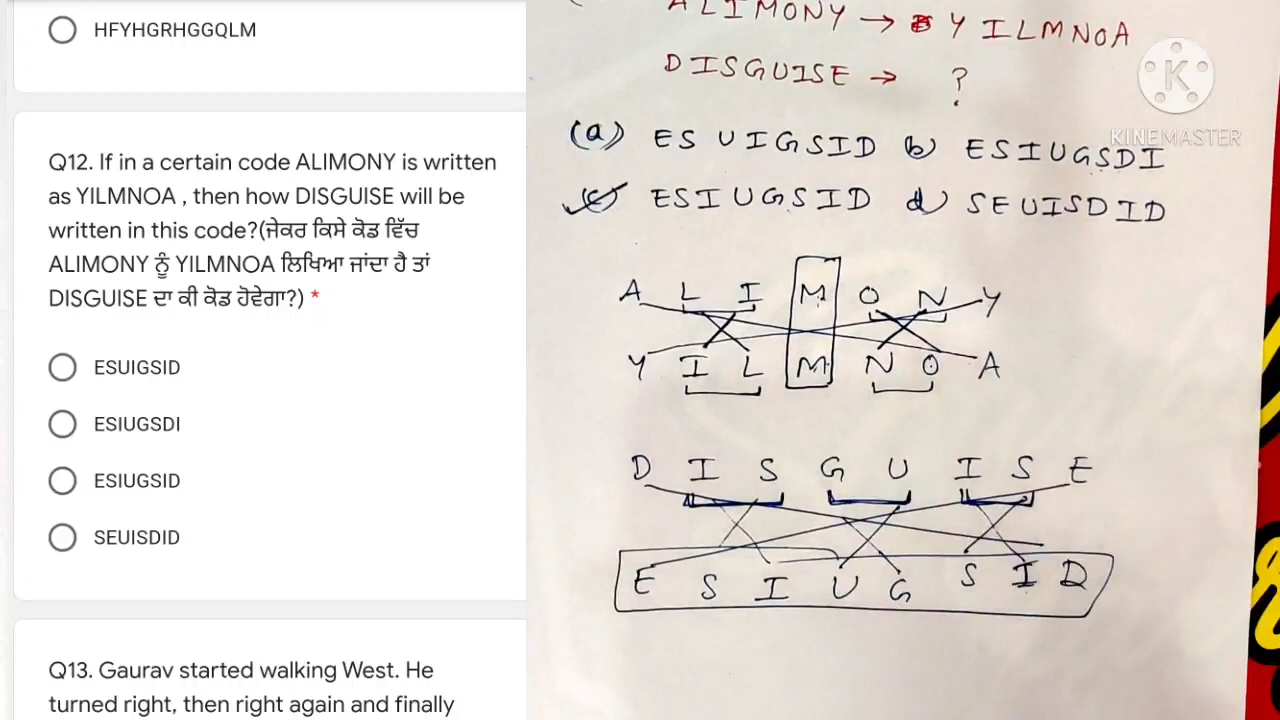 HFYHGRHGGQLM
Q12. If in a certain code ALIMONY is written
as YILMNOA , then how DISGUISE will be
written in this code?(ਜੇਕਰ ਕਿਸੇ ਕੋਡ ਵਿੱਚ
ALIMONY ਨੂੰ YILMNOA ਲਿਖਿਆ ਜਾਂਦਾ ਹੈ ਤਾਂ
DISGUISE ਦਾ ਕੀ ਕੋਡ ਹੋਵੇਗਾ?) *
ESUIGSID
ESIUGSDI
ESIUGSID
SEUISDID
Q13. Gaurav started walking West. He
turned right, then right again and finally
ALIMONY → YILMNOA
DISGUISE → ?
KINEMASTER
(a) ES UIGSID b) ESIUGSDI
(c) ESIUGSID d) SEUISDID
A L I M O N Y
Y I L M N O A
D I S G U I S E
E S I U G S I D